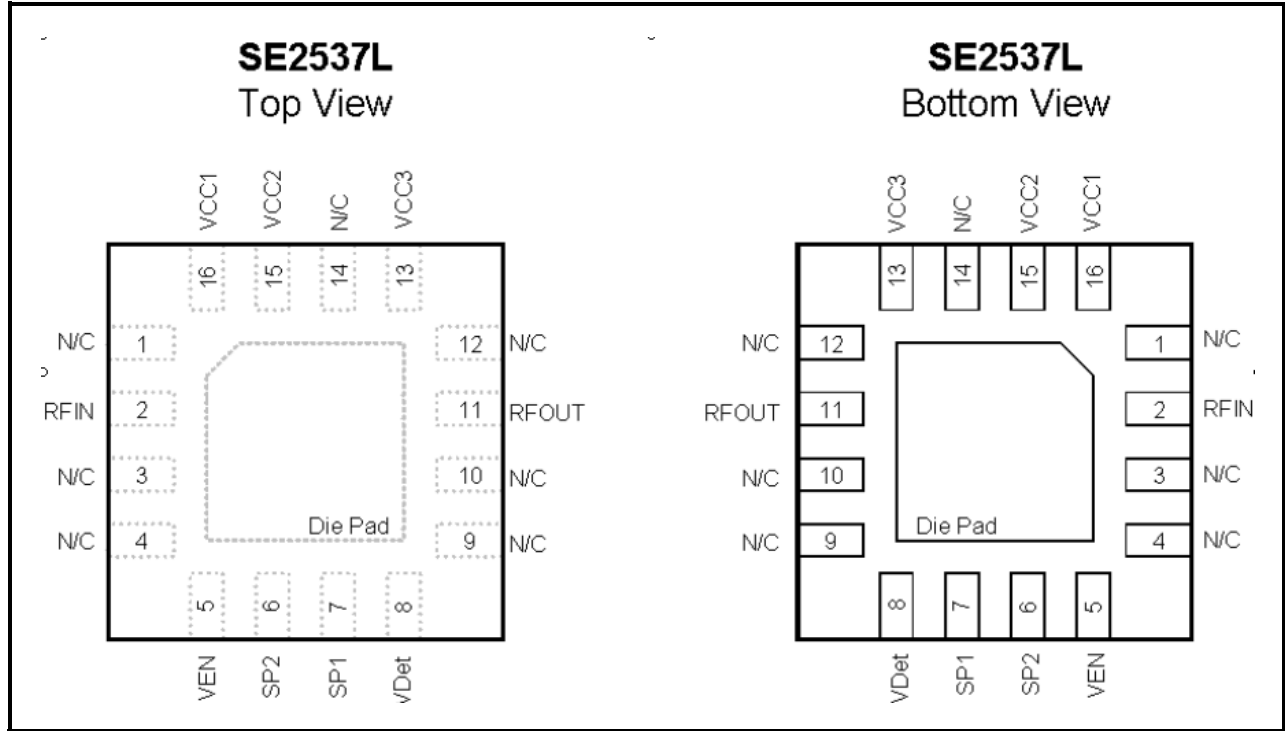 SE2537L
Top View
VCC1 VCC2 N/C VCC3
16 15 14 13
N/C 1 12 N/C
RFIN 2 11 RFOUT
N/C 3 10 N/C
N/C 4 9 N/C
Die Pad
5 6 7 8
VEN SP2 SP1 VDet
SE2537L
Bottom View
VCC3 N/C VCC2 VCC1
13 14 15 16
N/C 12 1 N/C
RFOUT 11 2 RFIN
N/C 10 3 N/C
N/C 9 4 N/C
Die Pad
8 7 6 5
VDet SP1 SP2 VEN